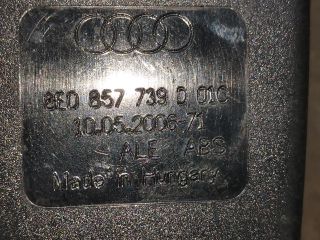 8E0 857 739 D 01C
10.05.2006 71
ALF ABS
Made in Hungary